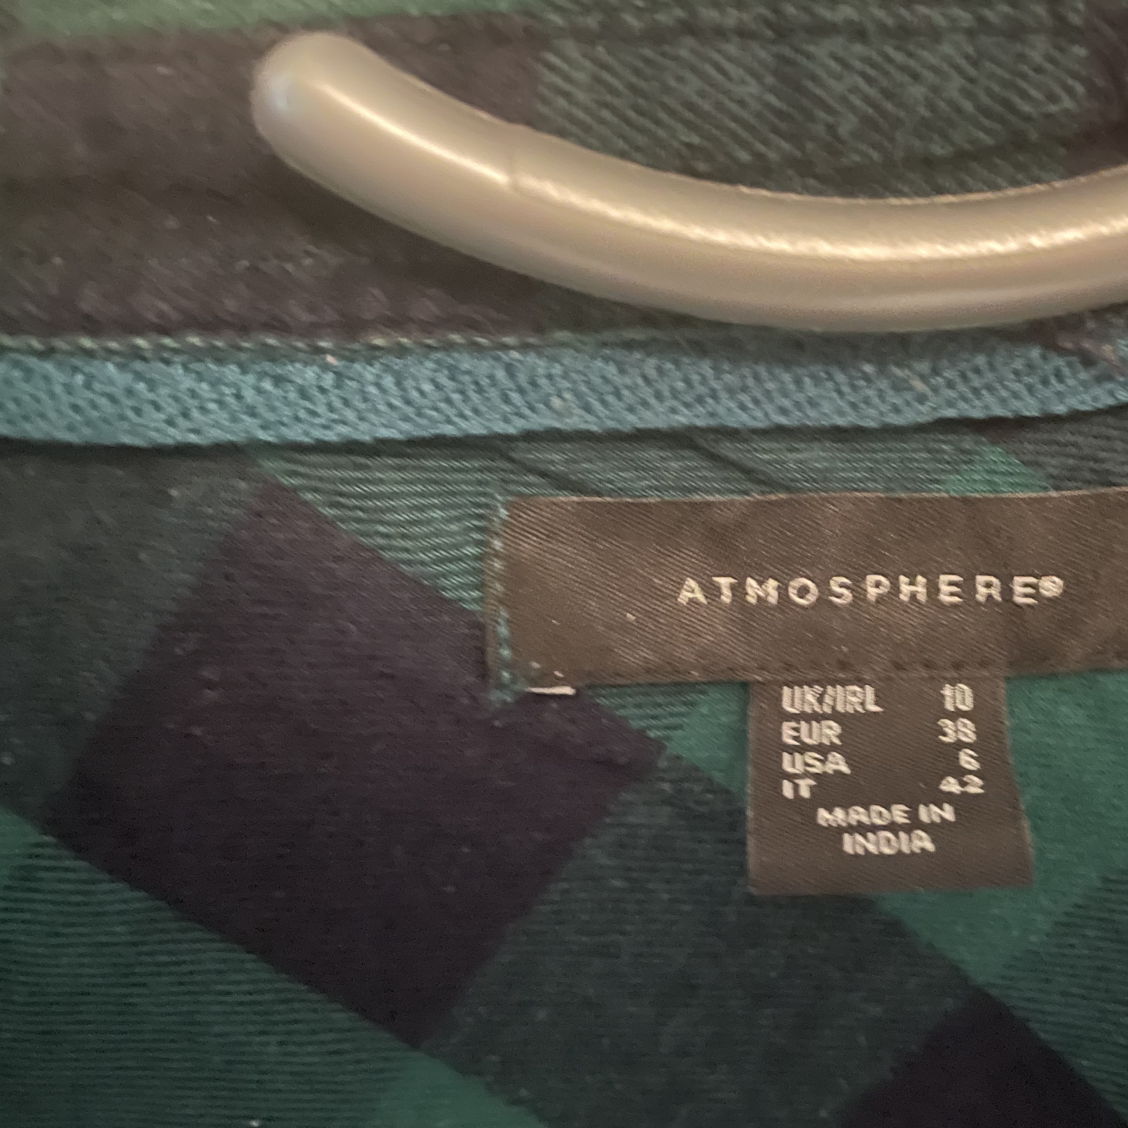 ATMOSPHERE®
UK/IRL 10
EUR 38
USA 6
IT 42
MADE IN
INDIA